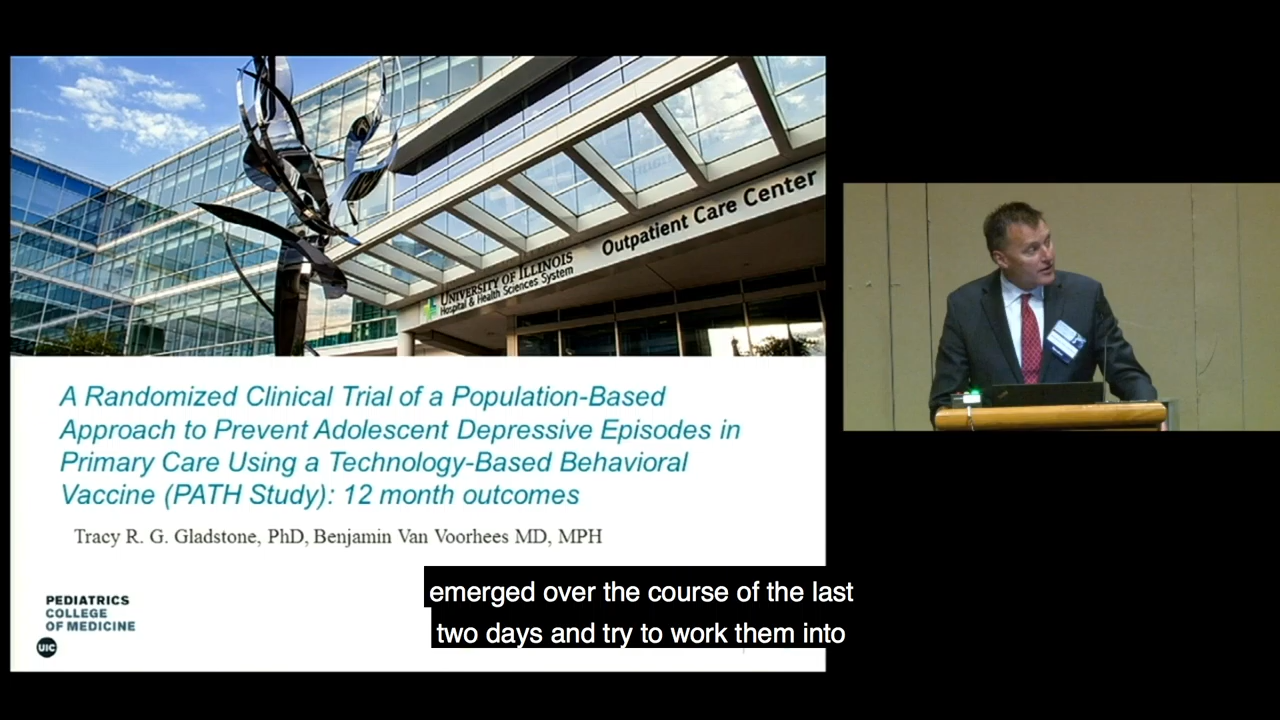 Outpatient Care Center
UNIVERSITY OF ILLINOIS
Hospital & Health Sciences System
A Randomized Clinical Trial of a Population-Based
Approach to Prevent Adolescent Depressive Episodes in
Primary Care Using a Technology-Based Behavioral
Vaccine (PATH Study): 12 month outcomes
Tracy R. G. Gladstone, PhD, Benjamin Van Voorhees MD, MPH
PEDIATRICS
COLLEGE
OF MEDICINE
UIC
emerged over the course of the last
two days and try to work them into